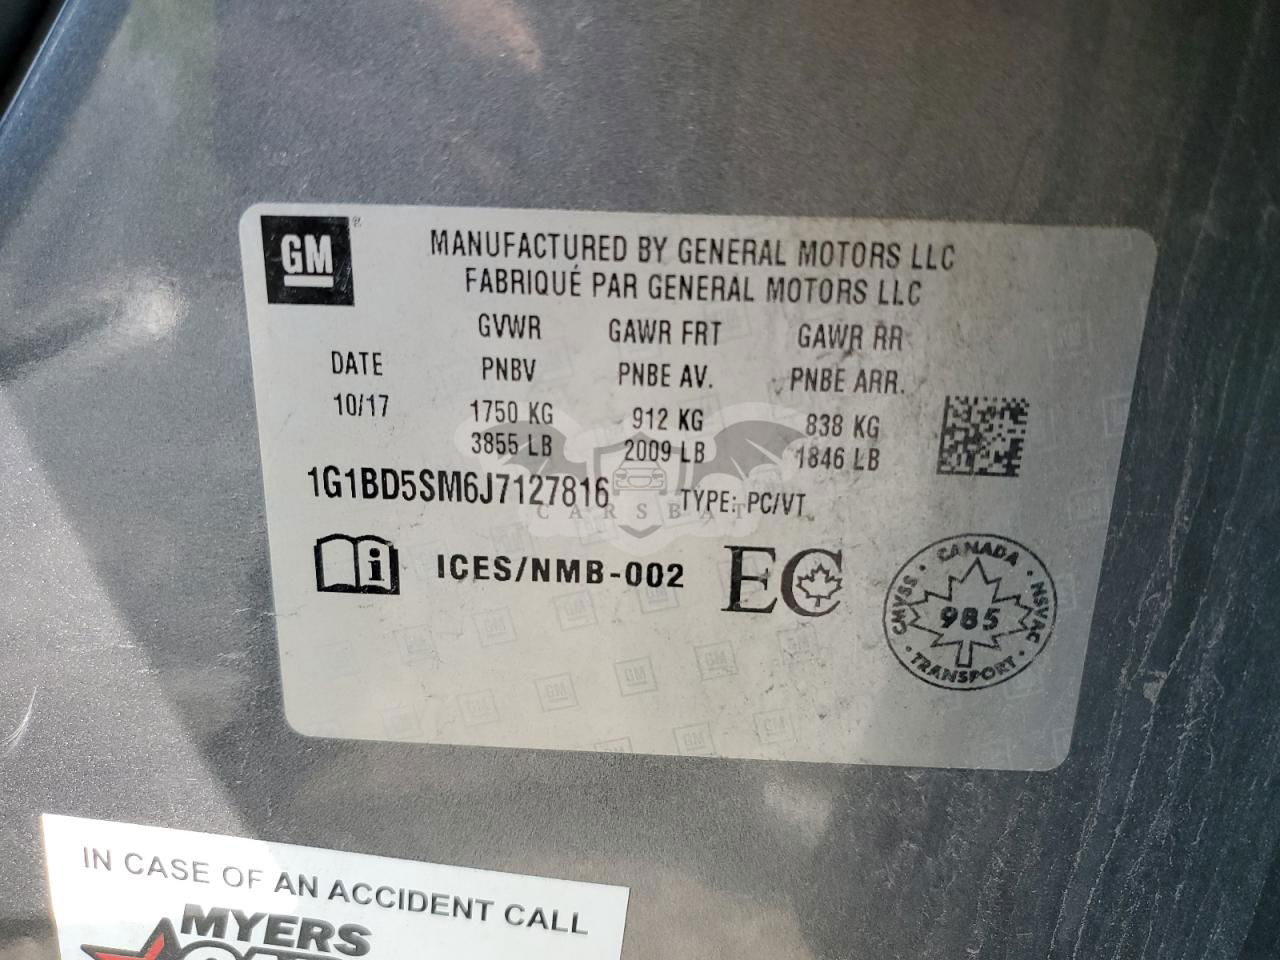 GM ®
MANUFACTURED BY GENERAL MOTORS LLC
FABRIQUÉ PAR GENERAL MOTORS LLC
GVWR GAWR FRT GAWR RR
DATE PNBV PNBE AV. PNBE ARR.
10/17 1750 KG 912 KG 838 KG
3855 LB 2009 LB 1846 LB
1G1BD5SM6J7127816 TYPE: PC/VT
CARSBAT
ICES/NMB-002 EC
CANADA
CMVSS 985 NSVAC
TRANSPORT
IN CASE OF AN ACCIDENT CALL
MYERS